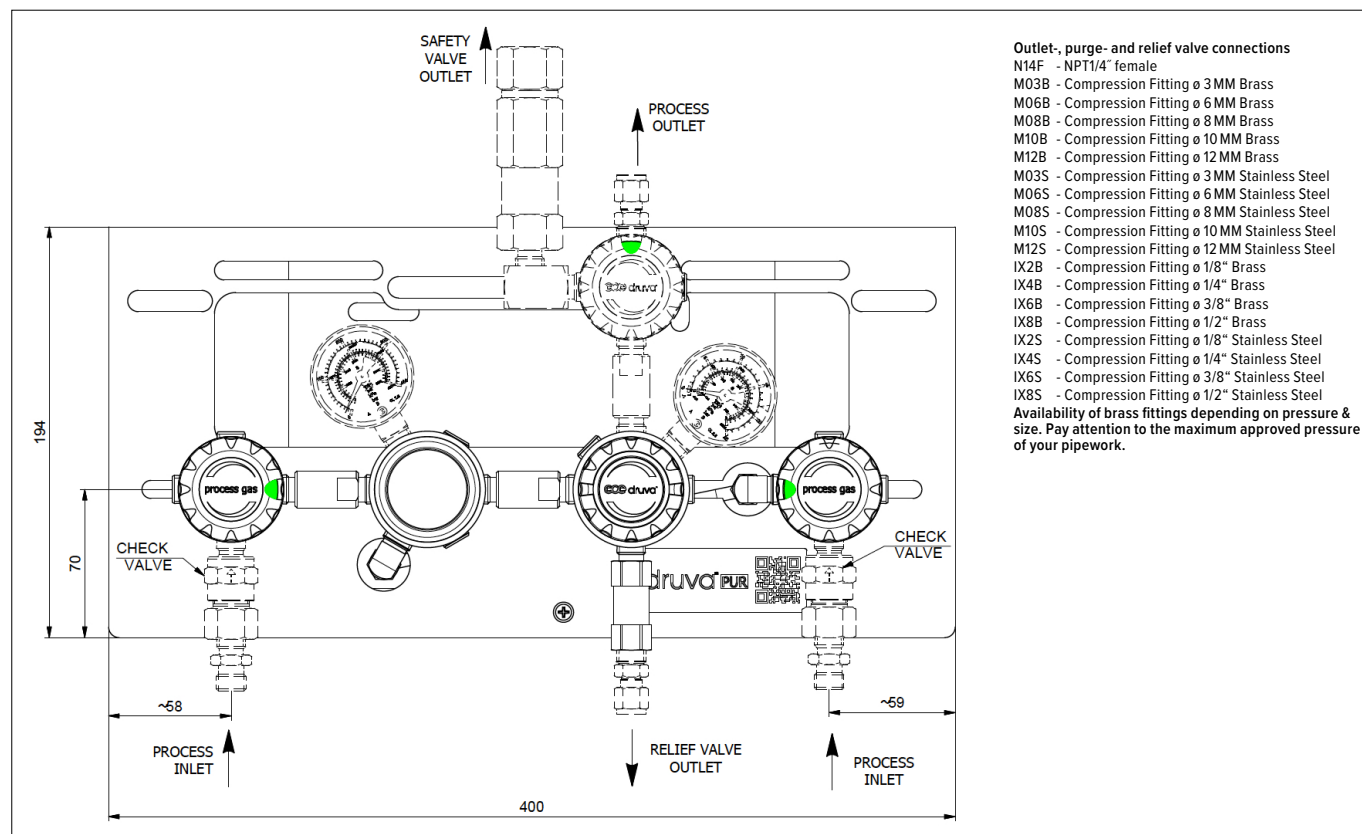 SAFETY
VALVE
OUTLET
PROCESS
OUTLET
druva
194
70
process gas
druva
process gas
CHECK
VALVE
CHECK
VALVE
druva PUR
~58
~59
PROCESS
INLET
RELIEF VALVE
OUTLET
PROCESS
INLET
400
Outlet-, purge- and relief valve connections
N14F - NPT1/4˝ female
M03B - Compression Fitting ø 3 MM Brass
M06B - Compression Fitting ø 6 MM Brass
M08B - Compression Fitting ø 8 MM Brass
M10B - Compression Fitting ø 10 MM Brass
M12B - Compression Fitting ø 12 MM Brass
M03S - Compression Fitting ø 3 MM Stainless Steel
M06S - Compression Fitting ø 6 MM Stainless Steel
M08S - Compression Fitting ø 8 MM Stainless Steel
M10S - Compression Fitting ø 10 MM Stainless Steel
M12S - Compression Fitting ø 12 MM Stainless Steel
IX2B - Compression Fitting ø 1/8“ Brass
IX4B - Compression Fitting ø 1/4“ Brass
IX6B - Compression Fitting ø 3/8“ Brass
IX8B - Compression Fitting ø 1/2“ Brass
IX2S - Compression Fitting ø 1/8“ Stainless Steel
IX4S - Compression Fitting ø 1/4“ Stainless Steel
IX6S - Compression Fitting ø 3/8“ Stainless Steel
IX8S - Compression Fitting ø 1/2“ Stainless Steel
Availability of brass fittings depending on pressure &
size. Pay attention to the maximum approved pressure
of your pipework.